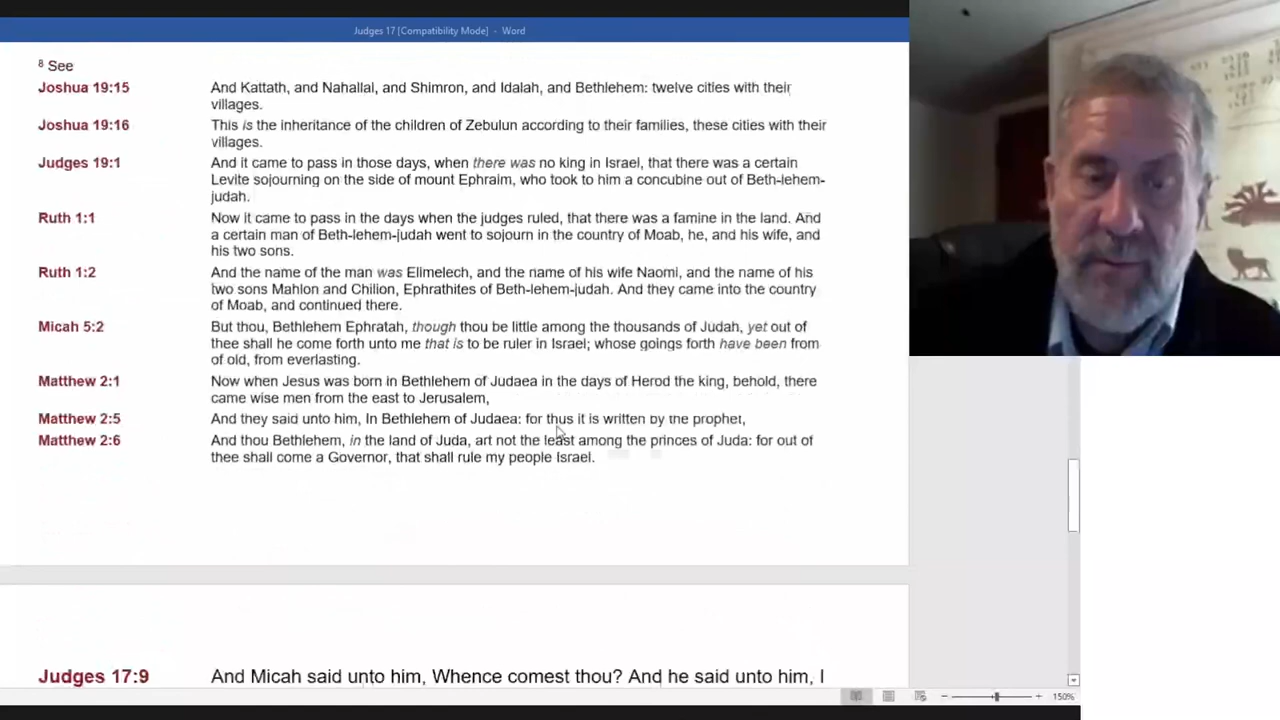 Judges 17 [Compatibility Mode] - Word
8 See
Joshua 19:15 And Kattath, and Nahallal, and Shimron, and Idalah, and Bethlehem: twelve cities with their
villages.
Joshua 19:16 This is the inheritance of the children of Zebulun according to their families, these cities with their
villages.
Judges 19:1 And it came to pass in those days, when there was no king in Israel, that there was a certain
Levite sojourning on the side of mount Ephraim, who took to him a concubine out of Beth-lehem-
judah.
Ruth 1:1 Now it came to pass in the days when the judges ruled, that there was a famine in the land. And
a certain man of Beth-lehem-judah went to sojourn in the country of Moab, he, and his wife, and
his two sons.
Ruth 1:2 And the name of the man was Elimelech, and the name of his wife Naomi, and the name of his
two sons Mahlon and Chilion, Ephrathites of Beth-lehem-judah. And they came into the country
of Moab, and continued there.
Micah 5:2 But thou, Bethlehem Ephratah, though thou be little among the thousands of Judah, yet out of
thee shall he come forth unto me that is to be ruler in Israel; whose goings forth have been from
of old, from everlasting.
Matthew 2:1 Now when Jesus was born in Bethlehem of Judaea in the days of Herod the king, behold, there
came wise men from the east to Jerusalem,
Matthew 2:5 And they said unto him, In Bethlehem of Judaea: for thus it is written by the prophet,
Matthew 2:6 And thou Bethlehem, in the land of Juda, art not the least among the princes of Juda: for out of
thee shall come a Governor, that shall rule my people Israel.
Judges 17:9 And Micah said unto him, Whence comest thou? And he said unto him, I
150%